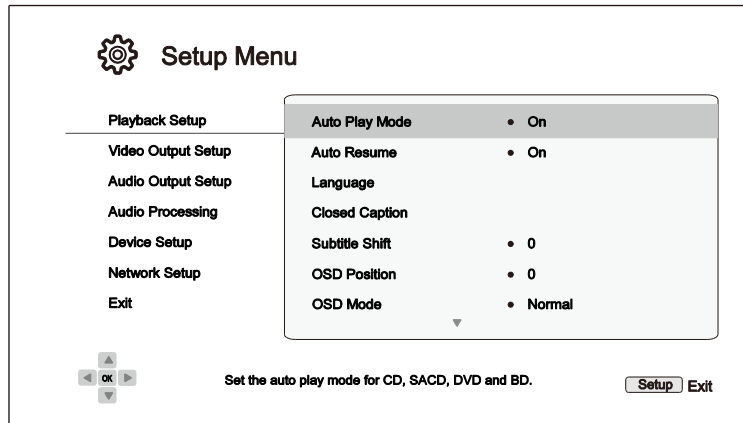 Setup Menu
Playback Setup
Video Output Setup
Audio Output Setup
Audio Processing
Device Setup
Network Setup
Exit
Auto Play Mode • On
Auto Resume • On
Language
Closed Caption
Subtitle Shift • 0
OSD Position • 0
OSD Mode • Normal
OK
Set the auto play mode for CD, SACD, DVD and BD.
Setup Exit